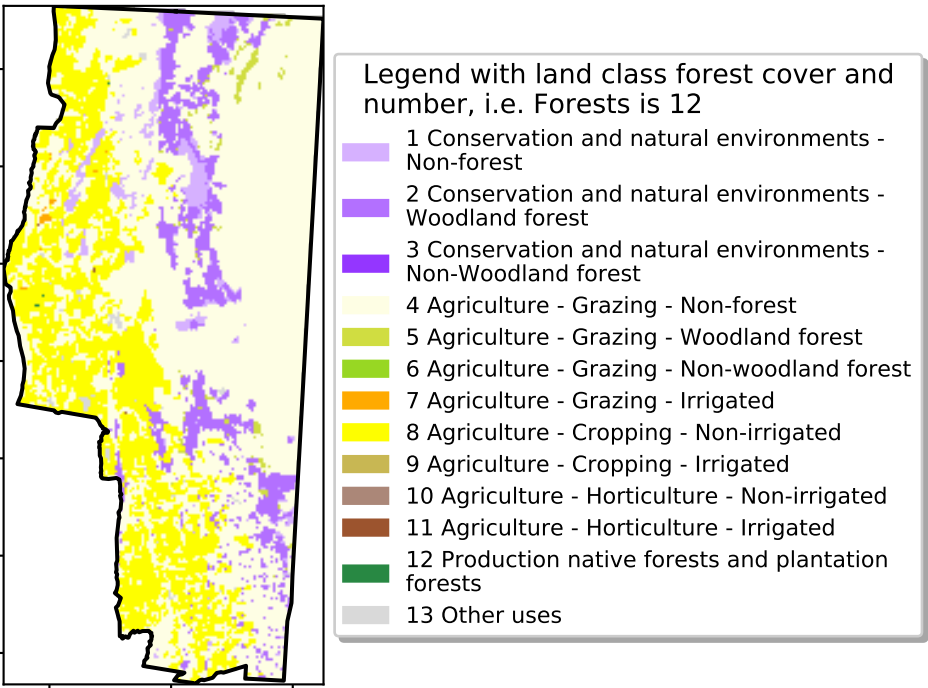 Legend with land class forest cover and
number, i.e. Forests is 12
1 Conservation and natural environments -
Non-forest
2 Conservation and natural environments -
Woodland forest
3 Conservation and natural environments -
Non-Woodland forest
4 Agriculture - Grazing - Non-forest
5 Agriculture - Grazing - Woodland forest
6 Agriculture - Grazing - Non-woodland forest
7 Agriculture - Grazing - Irrigated
8 Agriculture - Cropping - Non-irrigated
9 Agriculture - Cropping - Irrigated
10 Agriculture - Horticulture - Non-irrigated
11 Agriculture - Horticulture - Irrigated
12 Production native forests and plantation
forests
13 Other uses